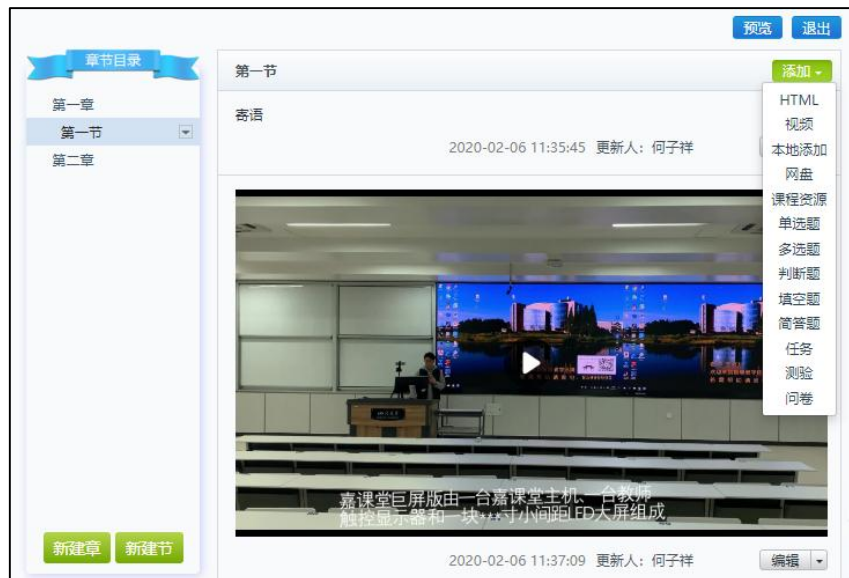 预览 退出
章节目录
第一章
第一节
第二章
新建章 新建节
第一节
添加
寄语
2020-02-06 11:35:45 更新人：何子祥
HTML
视频
本地添加
网盘
课程资源
单选题
多选题
判断题
填空题
简答题
任务
测验
问卷
嘉课堂巨屏版由一台嘉课堂主机、一台教师
触控显示器和一块***寸小间距LED大屏组成
2020-02-06 11:37:09 更新人：何子祥
编辑